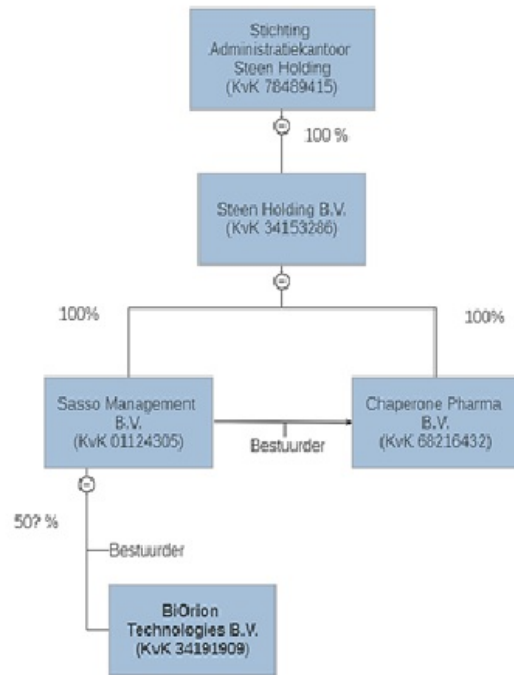 Stichting
Administratiekantoor
Steen Holding
(KvK 78489415)
100 %
Steen Holding B.V.
(KvK 34153286)
100%
100%
Sasso Management
B.V.
(KvK 01124305)
Bestuurder
Chaperone Pharma
B.V.
(KvK 68216432)
50? %
Bestuurder
BiOrion
Technologies B.V.
(KvK 34191909)